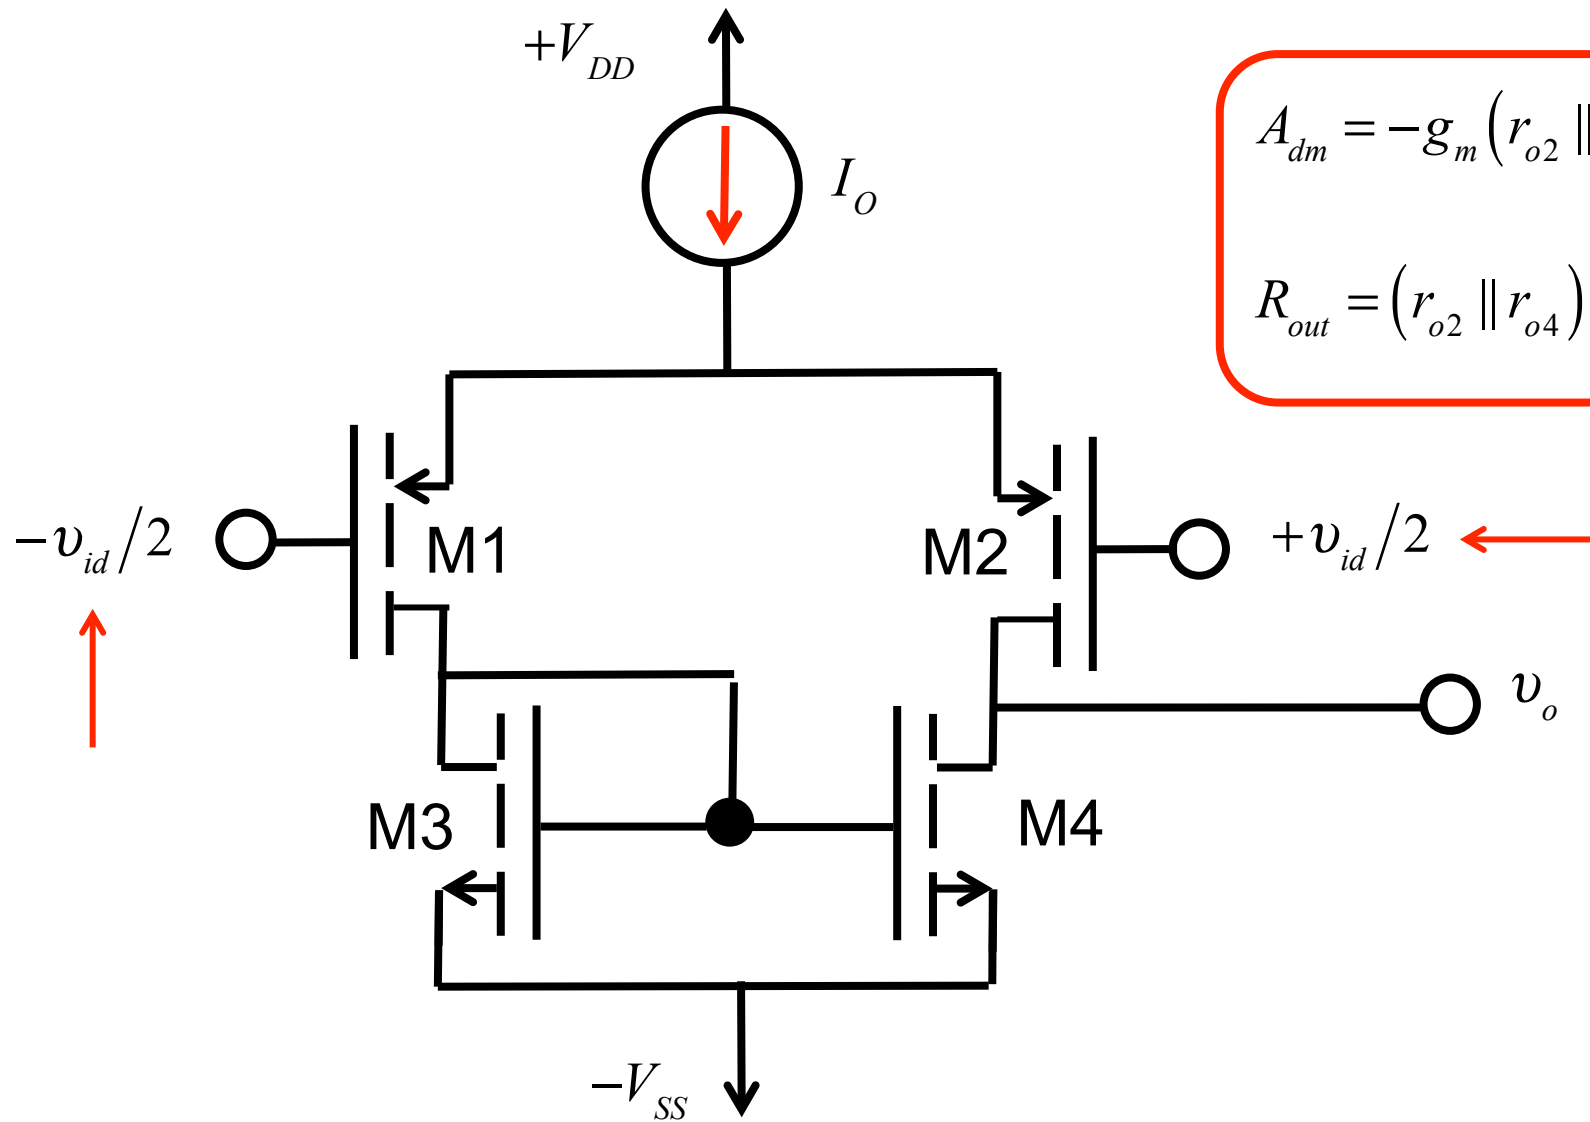 +V_DD
A_dm = −g_m(r_o2 ||
I_O
R_out = (r_o2 || r_o4)
−υ_id/2
M1
M2
+υ_id/2
υ_o
M3
M4
−V_SS